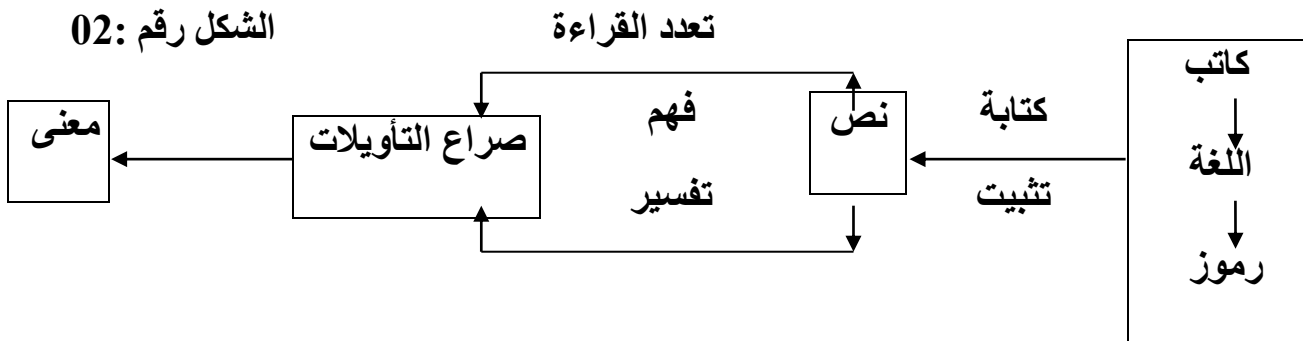 تعدد القراءة
الشكل رقم :02
كاتب
اللغة
رموز
كتابة
تثبيت
نص
فهم
تفسير
صراع التأويلات
معنى